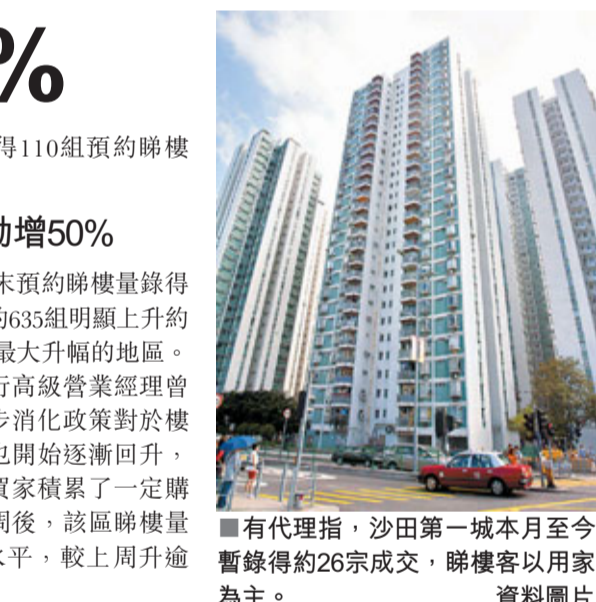 %
得110組預約睇樓
勁增50%
末預約睇樓量錄得
的635組明顯上升約
最大升幅的地區。
行高級營業經理曾
步消化政策對於樓
也開始逐漸回升，
買家積累了一定購
周後，該區睇樓量
水平，較上周升逾
■有代理指，沙田第一城本月至今
暫錄得約26宗成交，睇樓客以用家
為主。 資料圖片